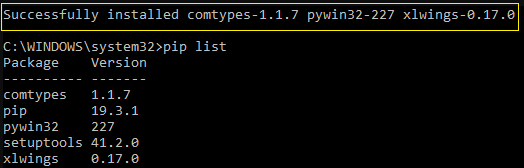 Successfully installed comtypes-1.1.7 pywin32-227 xlwings-0.17.0
C:\WINDOWS\system32>pip list
Package    Version
---------- -------
comtypes   1.1.7
pip        19.3.1
pywin32    227
setuptools 41.2.0
xlwings    0.17.0